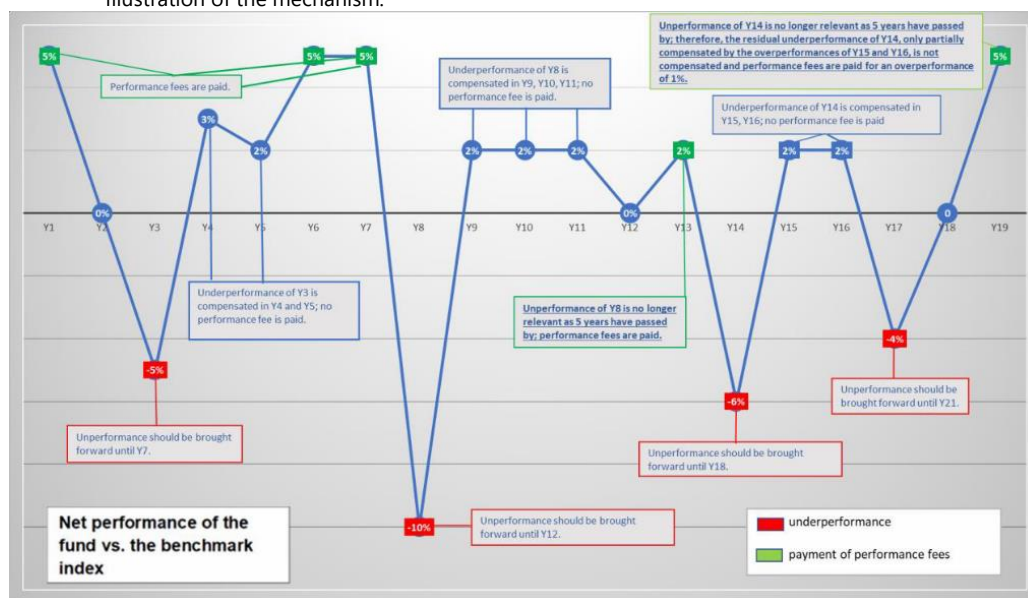 illustration of the mechanism.
Unperformance of Y14 is no longer relevant as 5 years have passed
by; therefore, the residual underperformance of Y14, only partially
compensated by the overperformances of Y15 and Y16, is not
compensated and performance fees are paid for an overperformance
of 1%.
5%
5%
5%
5%
Performance fees are paid.
Underperformance of Y8 is
compensated in Y9, Y10, Y11; no
performance fee is paid.
Underperformance of Y14 is compensated in
Y15, Y16; no performance fee is paid
3%
2%
2%
2%
2%
2%
2%
2%
0%
0%
0
Y1
Y2
Y3
Y4
Y5
Y6
Y7
Y8
Y9
Y10
Y11
Y12
Y13
Y14
Y15
Y16
Y17
Y18
Y19
Underperformance of Y3 is
compensated in Y4 and Y5; no
performance fee is paid.
Unperformance of Y8 is no longer
relevant as 5 years have passed
by; performance fees are paid.
-5%
-4%
-6%
-10%
Unperformance should be brought
forward until Y7.
Unperformance should be
brought forward until Y21.
Unperformance should be brought
forward until Y18.
Unperformance should be brought
forward until Y12.
Net performance of the
fund vs. the benchmark
index
underperformance
payment of performance fees